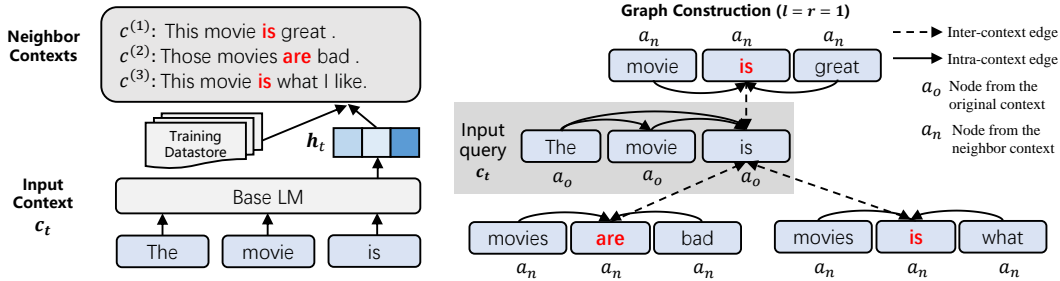 Neighbor
Contexts
c^(1): This movie is great .
c^(2): Those movies are bad .
c^(3): This movie is what I like.
Training
Datastore
h_t
Input
Context
c_t
Base LM
The
movie
is
Graph Construction (l = r = 1)
a_n
a_n
a_n
movie
is
great
Input
query
c_t
The
movie
is
a_o
a_o
a_o
movies
are
bad
a_n
a_n
a_n
movies
is
what
a_n
a_n
a_n
Inter-context edge
Intra-context edge
a_o Node from the
original context
a_n Node from the
neighbor context